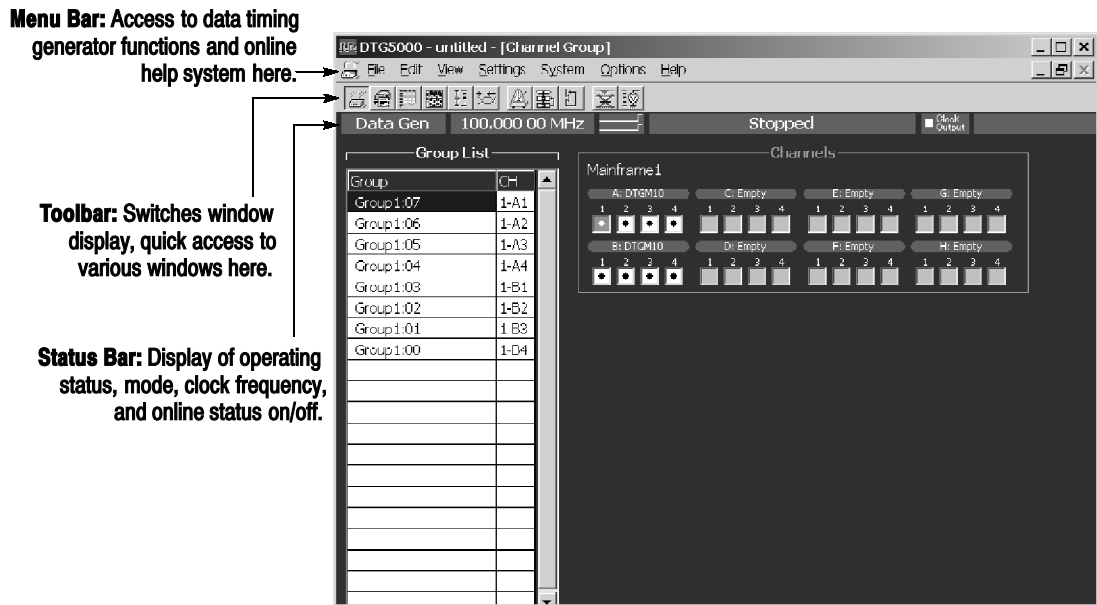 Menu Bar: Access to data timing
generator functions and online
help system here.
Toolbar: Switches window
display, quick access to
various windows here.
Status Bar: Display of operating
status, mode, clock frequency,
and online status on/off.
DTG5000 - untitled - [Channel Group]
File Edit View Settings System Options Help
Data Gen 100.000 00 MHz Stopped Clock
Output
Group List
Group CH
Group1:07 1-A1
Group1:06 1-A2
Group1:05 1-A3
Group1:04 1-A4
Group1:03 1-B1
Group1:02 1-B2
Group1:01 1-B3
Group1:00 1-B4
Channels
Mainframe1
A: DTGM10 C: Empty E: Empty G: Empty
1 2 3 4 1 2 3 4 1 2 3 4 1 2 3 4
B: DTGM10 D: Empty F: Empty H: Empty
1 2 3 4 1 2 3 4 1 2 3 4 1 2 3 4